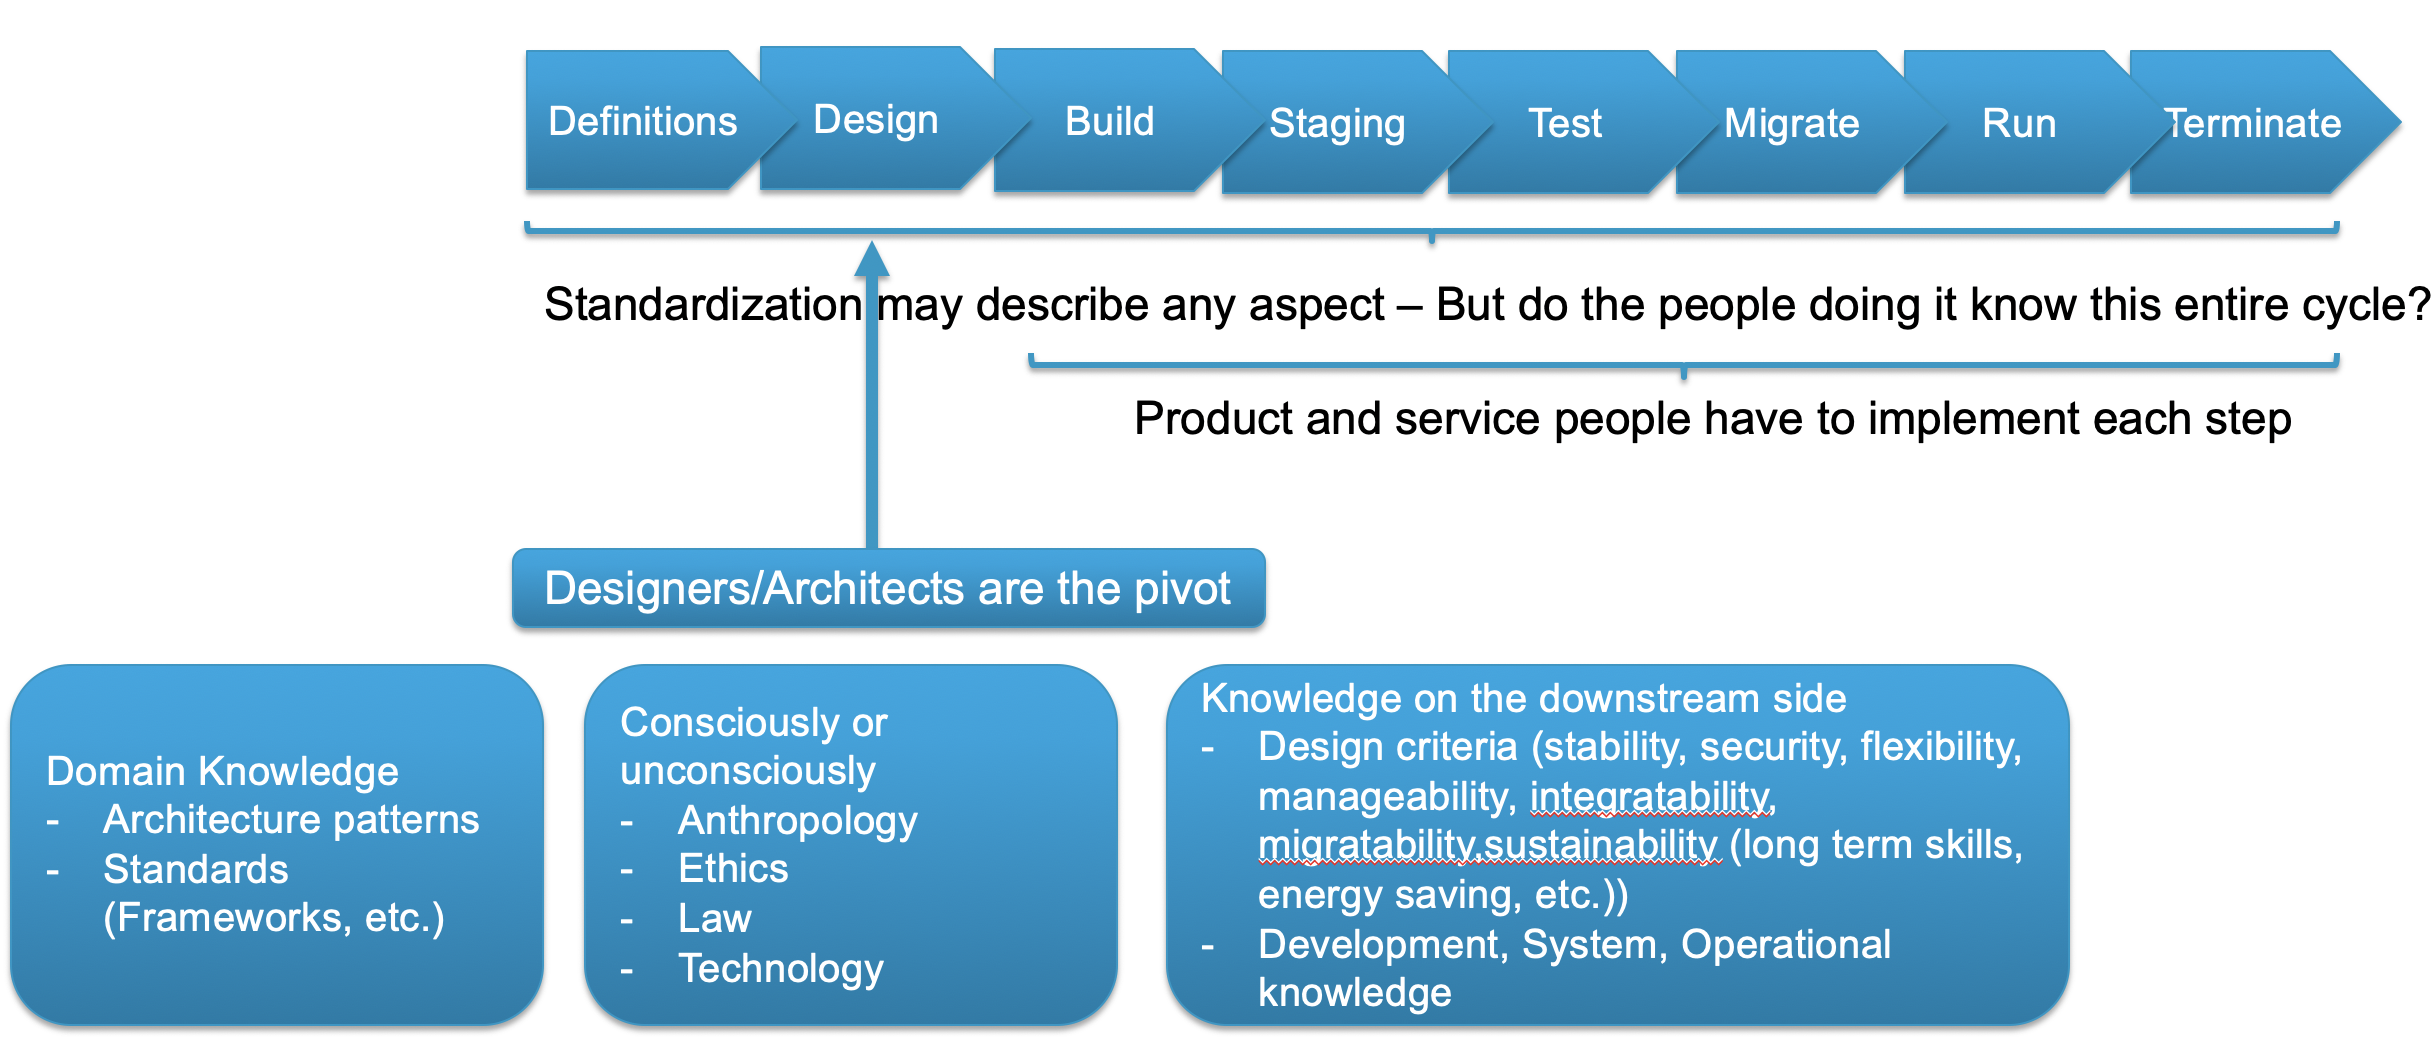 Definitions
Design
Build
Staging
Test
Migrate
Run
Terminate
Standardization may describe any aspect – But do the people doing it know this entire cycle?
Product and service people have to implement each step
Designers/Architects are the pivot
Domain Knowledge
- Architecture patterns
- Standards
(Frameworks, etc.)
Consciously or
unconsciously
- Anthropology
- Ethics
- Law
- Technology
Knowledge on the downstream side
- Design criteria (stability, security, flexibility,
manageability, integratability,
migratability,sustainability (long term skills,
energy saving, etc.))
- Development, System, Operational
knowledge